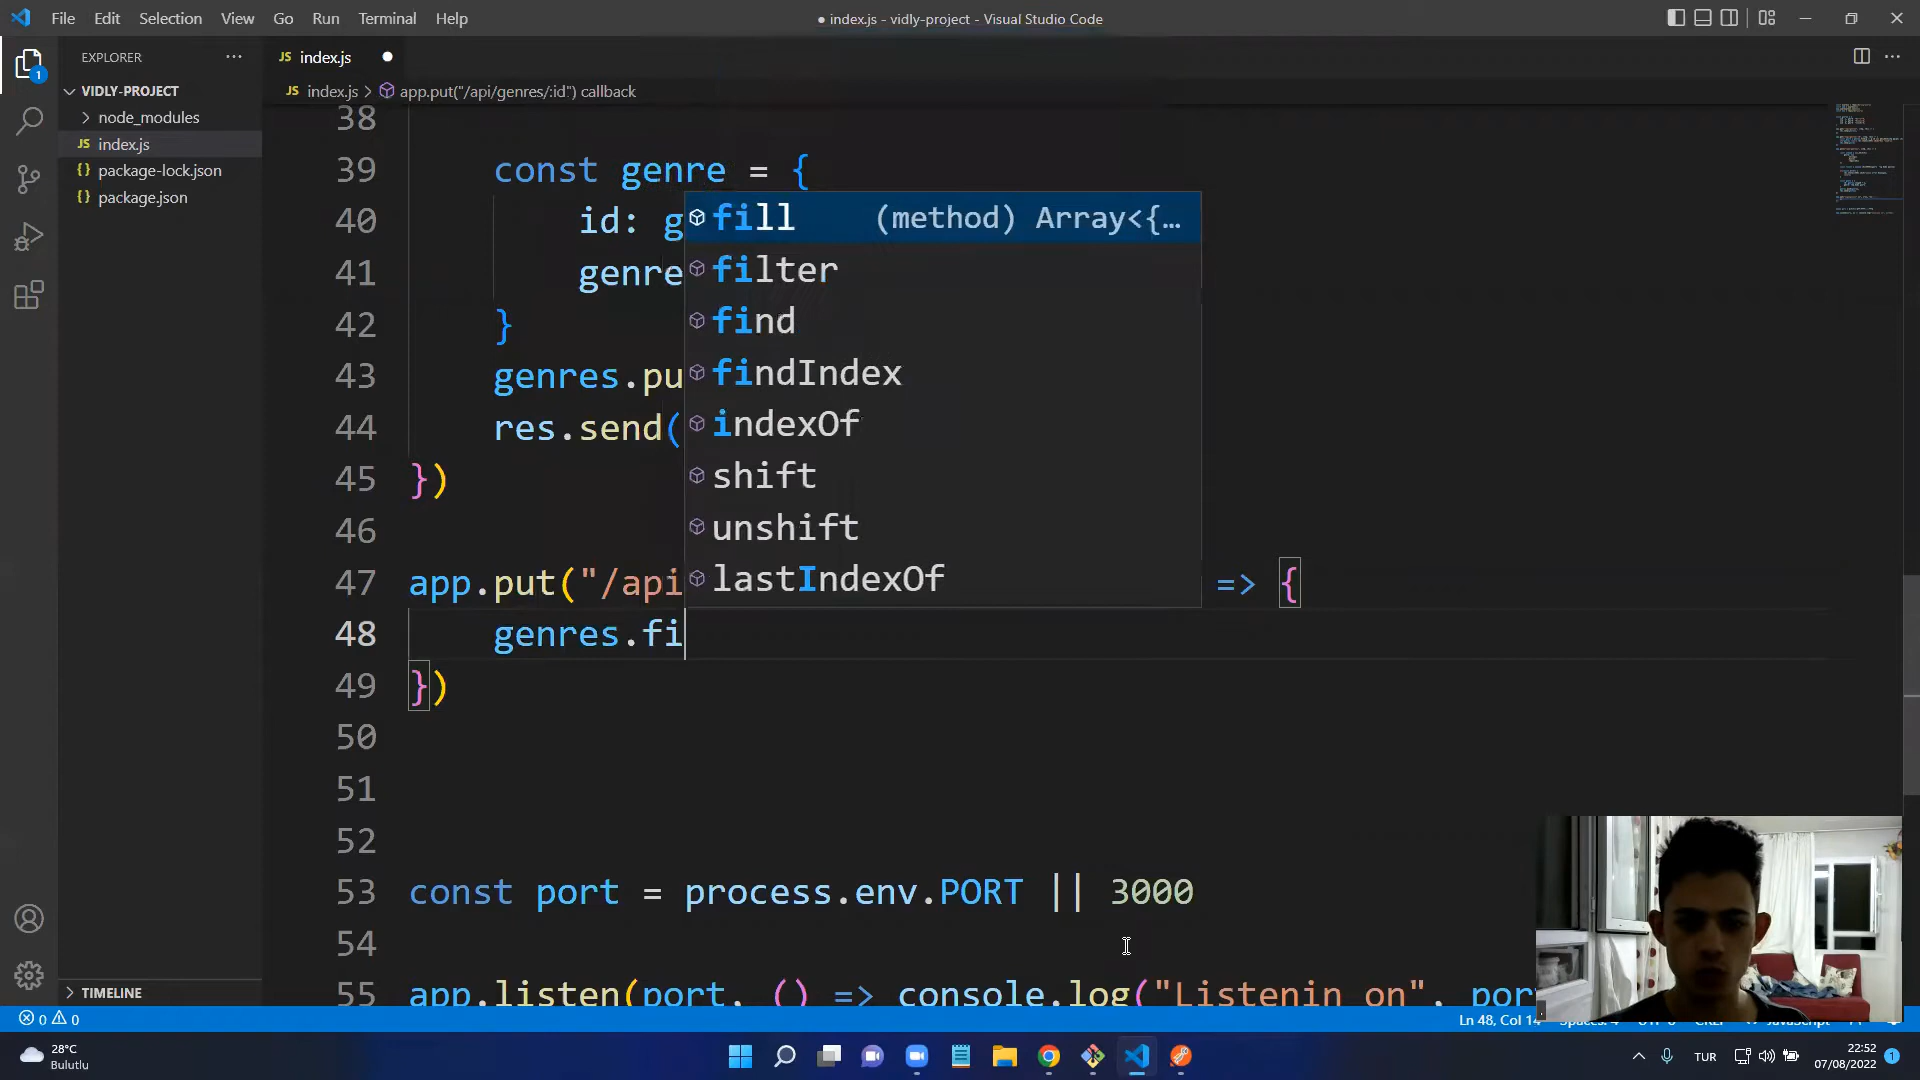 File Edit Selection View Go Run Terminal Help
● index.js - vidly-project - Visual Studio Code
EXPLORER
JS index.js
VIDLY-PROJECT
JS index.js > app.put("/api/genres/:id") callback
node_modules
JS index.js
{} package-lock.json
{} package.json
1
38
39 const genre = {
40 id: g
41 genre
42 }
43 genres.pu
44 res.send(
45 })
46
47 app.put("/api => {
48 genres.fi
49 })
50
51
52
53 const port = process.env.PORT || 3000
54
55 app.listen(port, () => console.log("Listenin on", por
fill (method) Array<{…
filter
find
findIndex
indexOf
shift
unshift
lastIndexOf
TIMELINE
0 0
Ln 48, Col 14
28°C
Bulutlu
TUR
22:52
07/08/2022
1